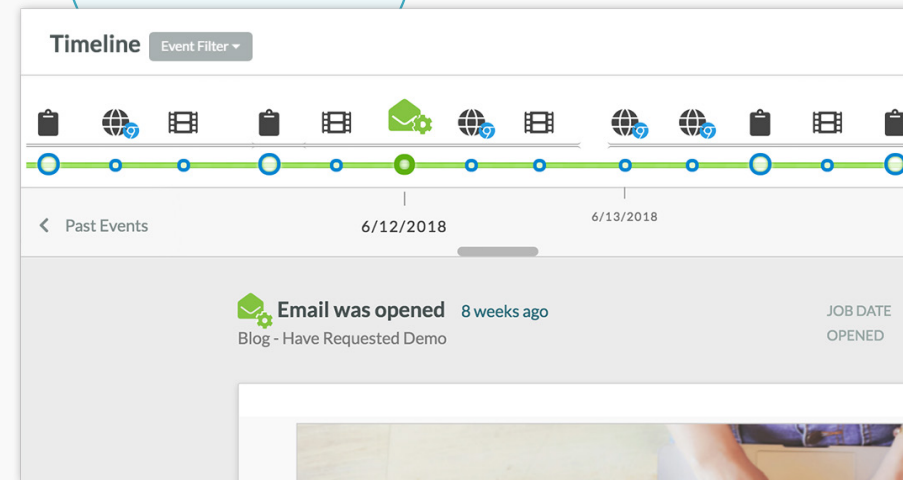 Timeline
Event Filter
Past Events
6/12/2018
6/13/2018
Email was opened
8 weeks ago
JOB DATE
Blog - Have Requested Demo
OPENED